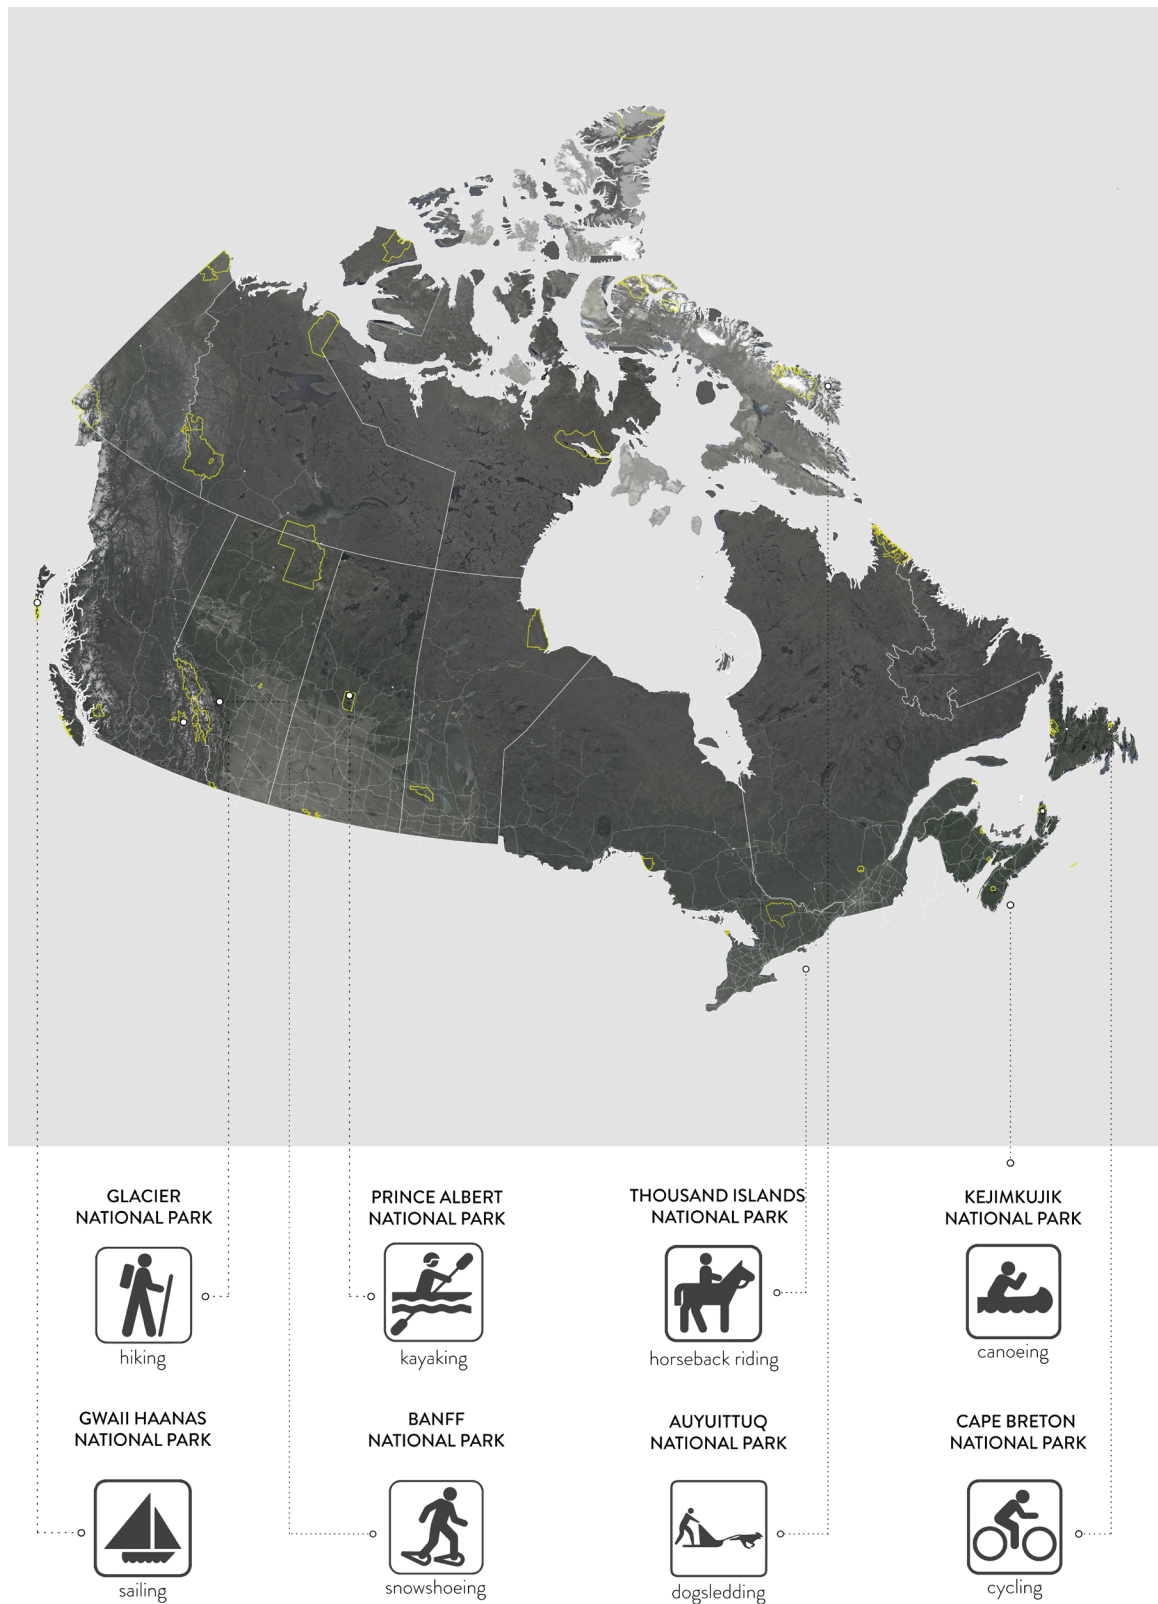 GLACIER
NATIONAL PARK
hiking
PRINCE ALBERT
NATIONAL PARK
kayaking
THOUSAND ISLANDS
NATIONAL PARK
horseback riding
KEJIMKUJIK
NATIONAL PARK
canoeing
GWAII HAANAS
NATIONAL PARK
sailing
BANFF
NATIONAL PARK
snowshoeing
AUYUITTUQ
NATIONAL PARK
dogsledding
CAPE BRETON
NATIONAL PARK
cycling